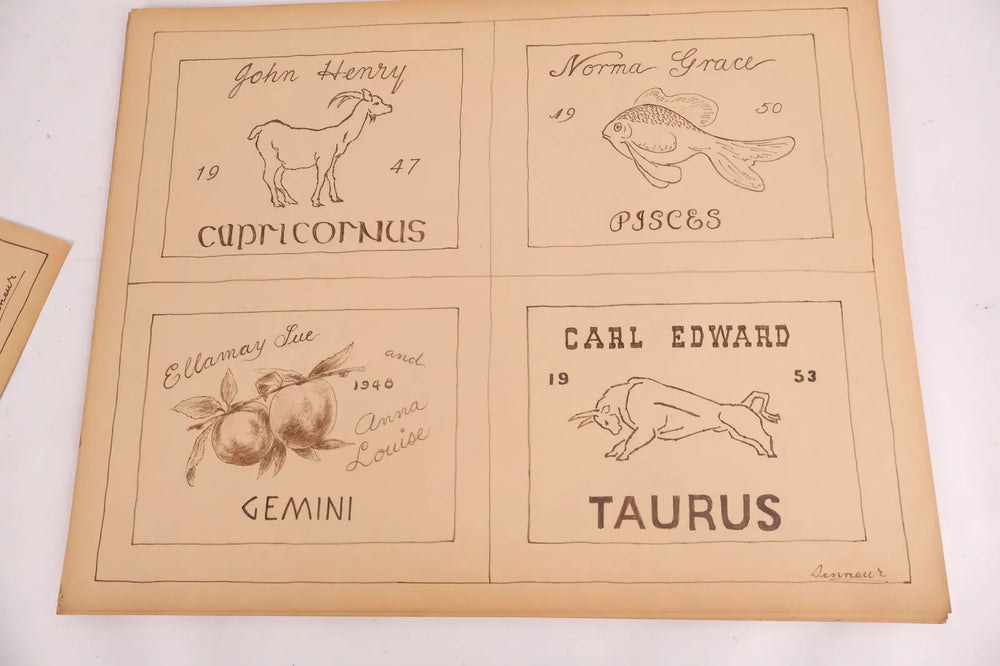 John Henry
19 47
CAPRICORNUS
Norma Grace
19 50
PISCES
Ellamay Sue
and
1948
Anna
Louise
GEMINI
CARL EDWARD
19 53
TAURUS